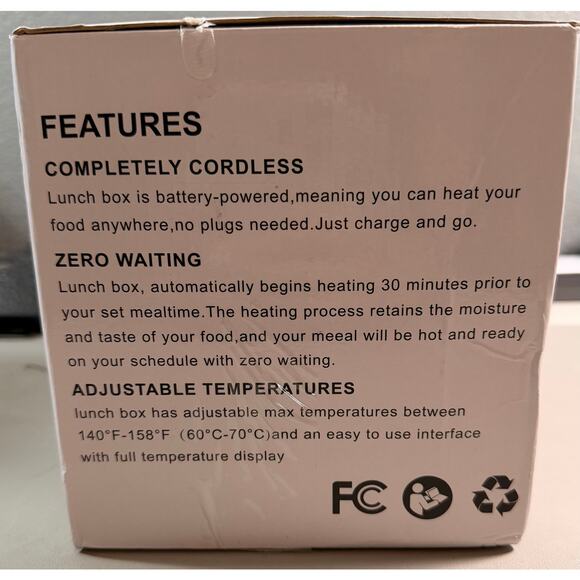 FEATURES
COMPLETELY CORDLESS
Lunch box is battery-powered,meaning you can heat your
food anywhere,no plugs needed.Just charge and go.
ZERO WAITING
Lunch box, automatically begins heating 30 minutes prior to
your set mealtime.The heating process retains the moisture
and taste of your food,and your meeal will be hot and ready
on your schedule with zero waiting.
ADJUSTABLE TEMPERATURES
lunch box has adjustable max temperatures between
140°F-158°F (60°C-70°C)and an easy to use interface
with full temperature display
FC